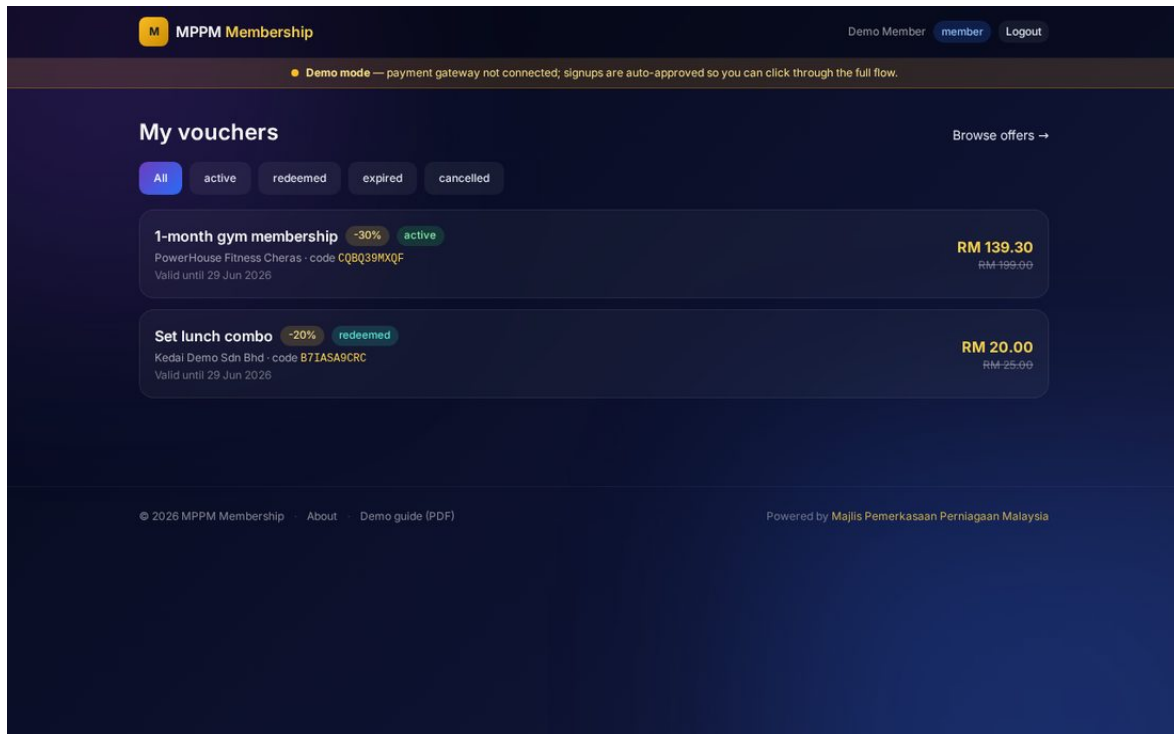 M MPPM Membership Demo Member member Logout
Demo mode — payment gateway not connected; signups are auto-approved so you can click through the full flow.
My vouchers Browse offers →
All active redeemed expired cancelled
1-month gym membership -30% active
RM 139.30
PowerHouse Fitness Cheras · code CQBQ39MXQF
RM 199.00
Valid until 29 Jun 2026
Set lunch combo -20% redeemed
RM 20.00
Kedai Demo Sdn Bhd · code B7IASA9CRC
RM 25.00
Valid until 29 Jun 2026
© 2026 MPPM Membership · About · Demo guide (PDF) Powered by Majlis Pemerkasaan Perniagaan Malaysia